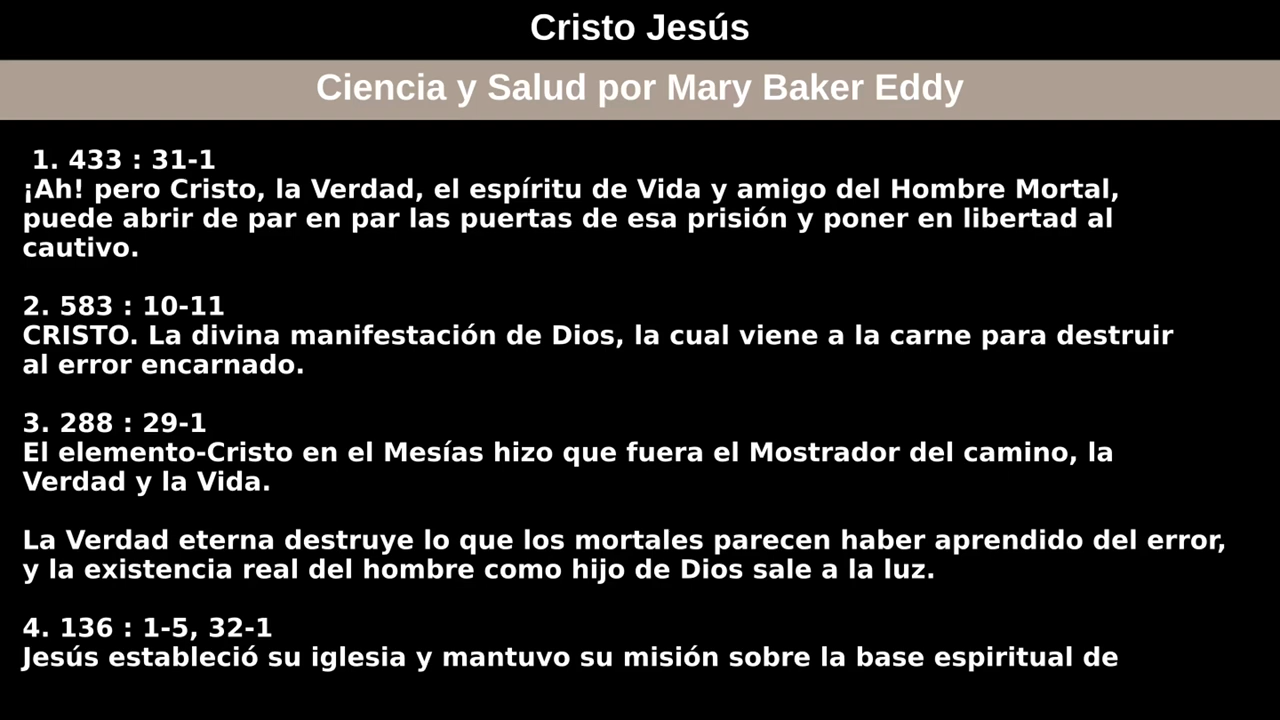 Cristo Jesús
Ciencia y Salud por Mary Baker Eddy
1. 433 : 31-1
¡Ah! pero Cristo, la Verdad, el espíritu de Vida y amigo del Hombre Mortal,
puede abrir de par en par las puertas de esa prisión y poner en libertad al
cautivo.
2. 583 : 10-11
CRISTO. La divina manifestación de Dios, la cual viene a la carne para destruir
al error encarnado.
3. 288 : 29-1
El elemento-Cristo en el Mesías hizo que fuera el Mostrador del camino, la
Verdad y la Vida.
La Verdad eterna destruye lo que los mortales parecen haber aprendido del error,
y la existencia real del hombre como hijo de Dios sale a la luz.
4. 136 : 1-5, 32-1
Jesús estableció su iglesia y mantuvo su misión sobre la base espiritual de